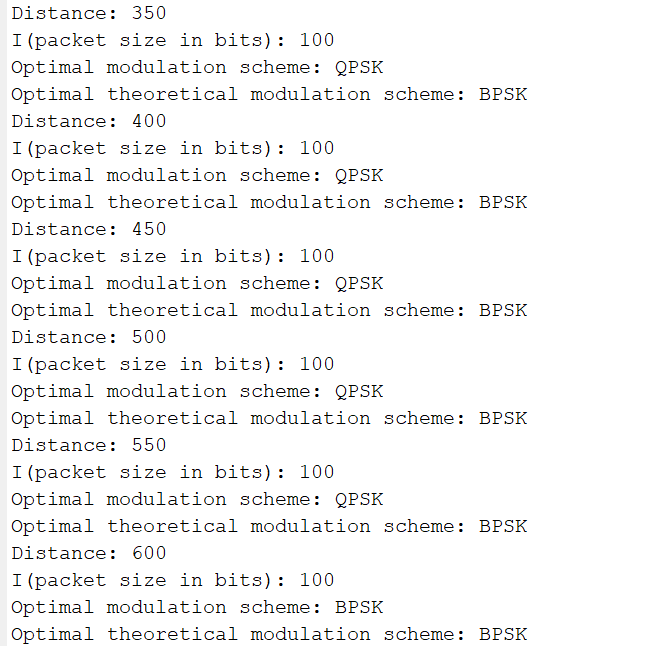 Distance: 350
I(packet size in bits): 100
Optimal modulation scheme: QPSK
Optimal theoretical modulation scheme: BPSK
Distance: 400
I(packet size in bits): 100
Optimal modulation scheme: QPSK
Optimal theoretical modulation scheme: BPSK
Distance: 450
I(packet size in bits): 100
Optimal modulation scheme: QPSK
Optimal theoretical modulation scheme: BPSK
Distance: 500
I(packet size in bits): 100
Optimal modulation scheme: QPSK
Optimal theoretical modulation scheme: BPSK
Distance: 550
I(packet size in bits): 100
Optimal modulation scheme: QPSK
Optimal theoretical modulation scheme: BPSK
Distance: 600
I(packet size in bits): 100
Optimal modulation scheme: BPSK
Optimal theoretical modulation scheme: BPSK